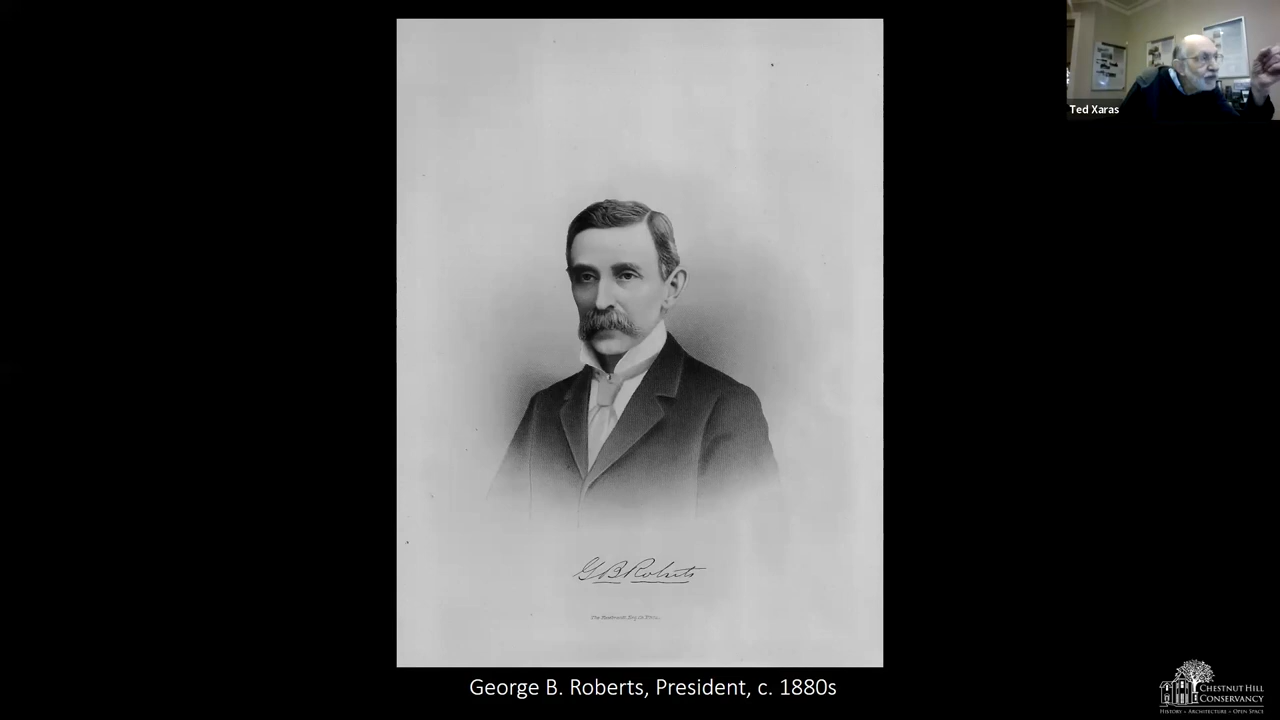 Ted Xaras
G B Roberts
George B. Roberts, President, c. 1880s
CHESTNUT HILL
CONSERVANCY
HISTORY • ARCHITECTURE • OPEN SPACE